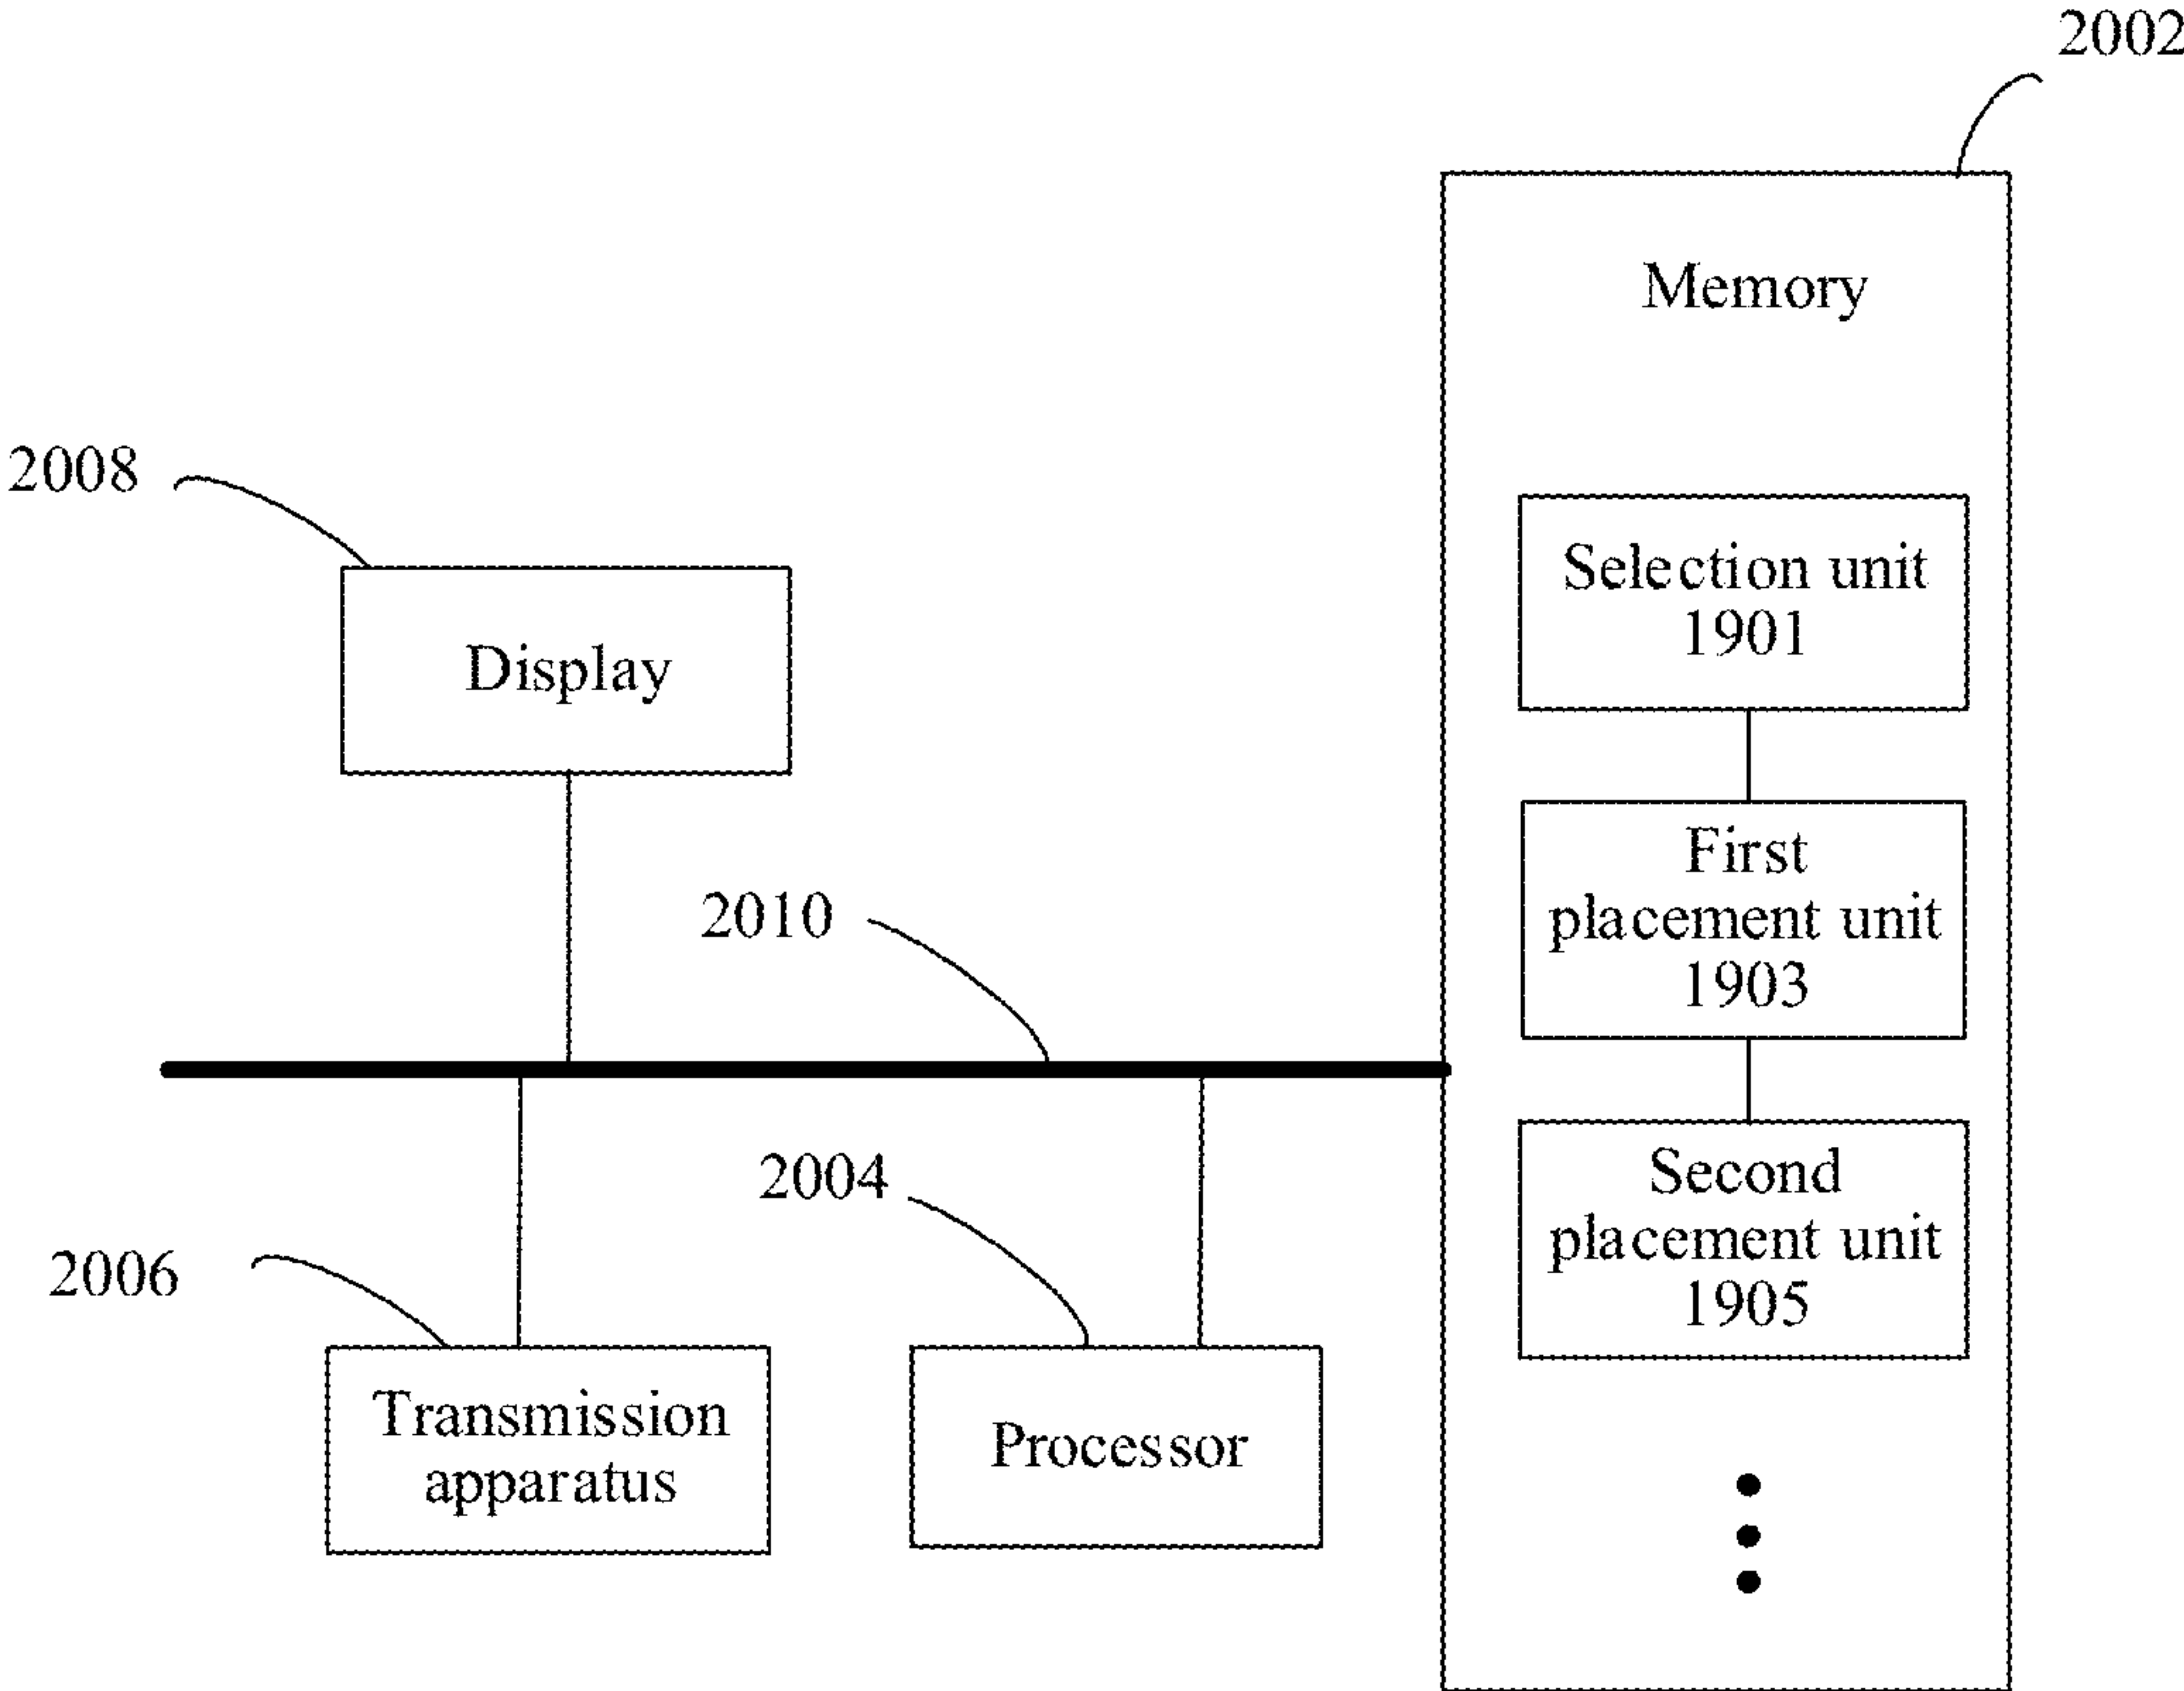 2002
Memory
2008
Selection unit
1901
Display
First
placement unit
1903
2010
2004
Second
placement unit
1905
2006
Transmission
apparatus
Processor